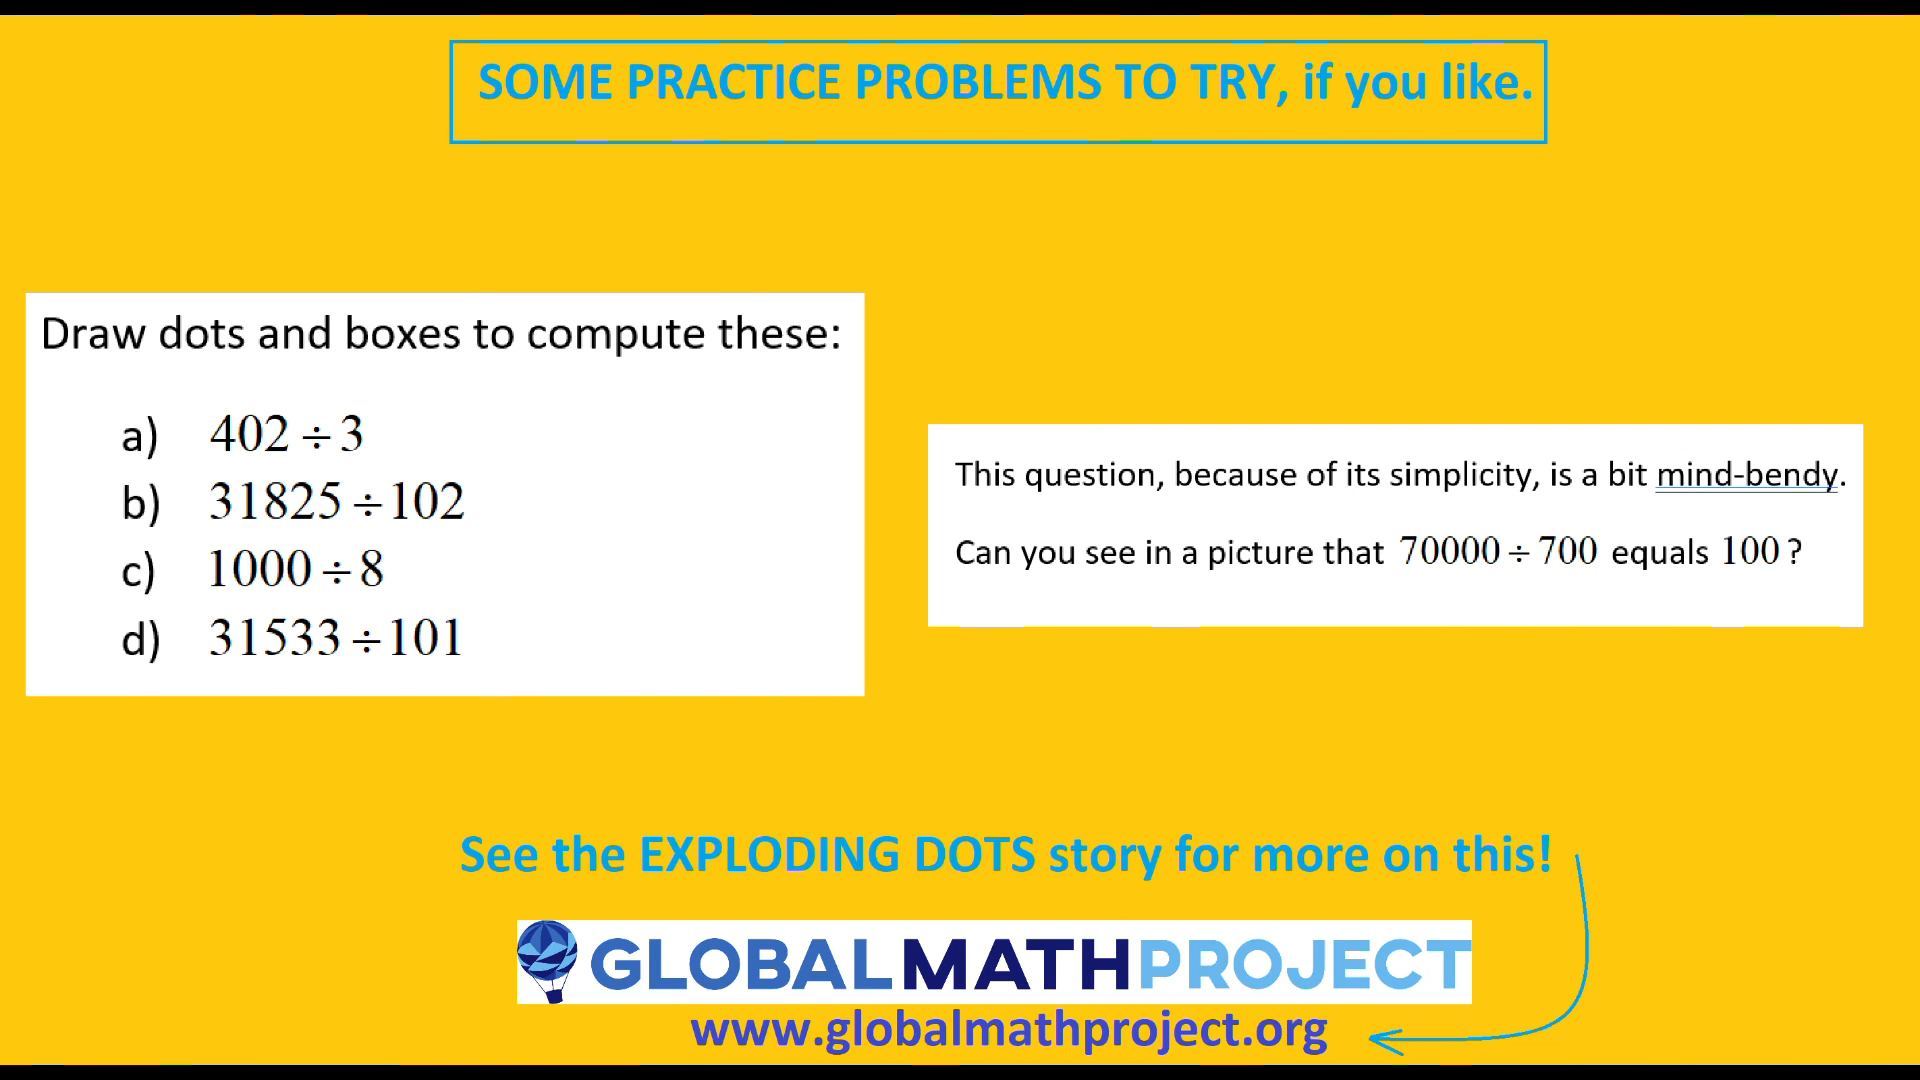 SOME PRACTICE PROBLEMS TO TRY, if you like.
Draw dots and boxes to compute these:
a) 402 ÷ 3
b) 31825 ÷ 102
c) 1000 ÷ 8
d) 31533 ÷ 101
This question, because of its simplicity, is a bit mind-bendy.
Can you see in a picture that 70000 ÷ 700 equals 100 ?
See the EXPLODING DOTS story for more on this!
GLOBALMATHPROJECT
www.globalmathproject.org